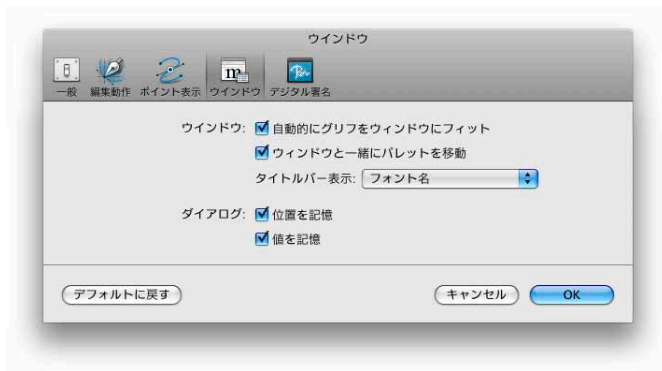 ウインドウ
一般 編集動作 ポイント表示 ウインドウ デジタル署名
ウインドウ: 自動的にグリフをウィンドウにフィット
ウィンドウと一緒にパレットを移動
タイトルバー表示: フォント名
ダイアログ: 位置を記憶
値を記憶
デフォルトに戻す キャンセル OK